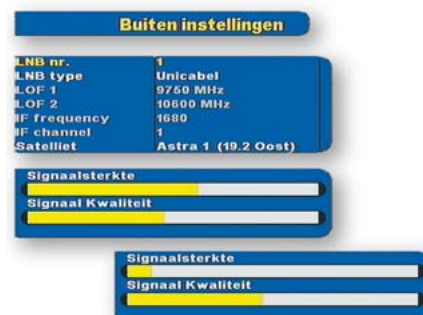 Buiten instellingen
LNB nr. 1
LNB type Unicabel
LOF 1 9750 MHz
LOF 2 10600 MHz
IF frequency 1680
IF channel 1
Satelliet Astra 1 (19.2 Oost)
Signaalsterkte
Signaal Kwaliteit
Signaalsterkte
Signaal Kwaliteit